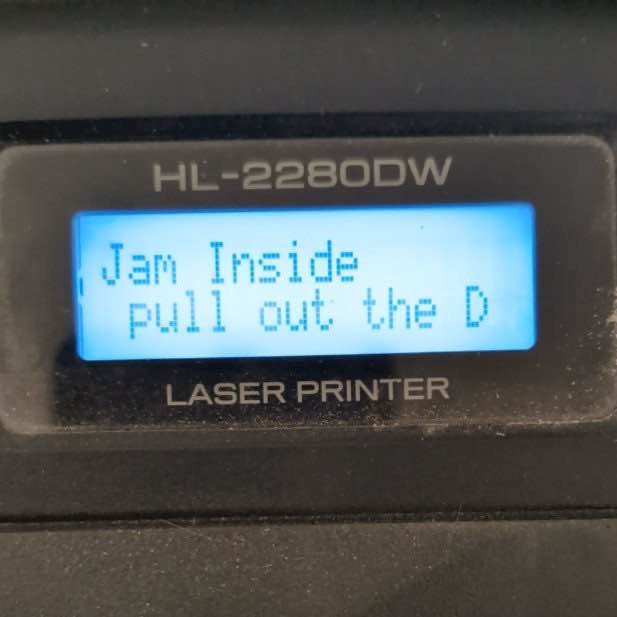 HL-2280DW
Jam Inside
pull out the D
LASER PRINTER